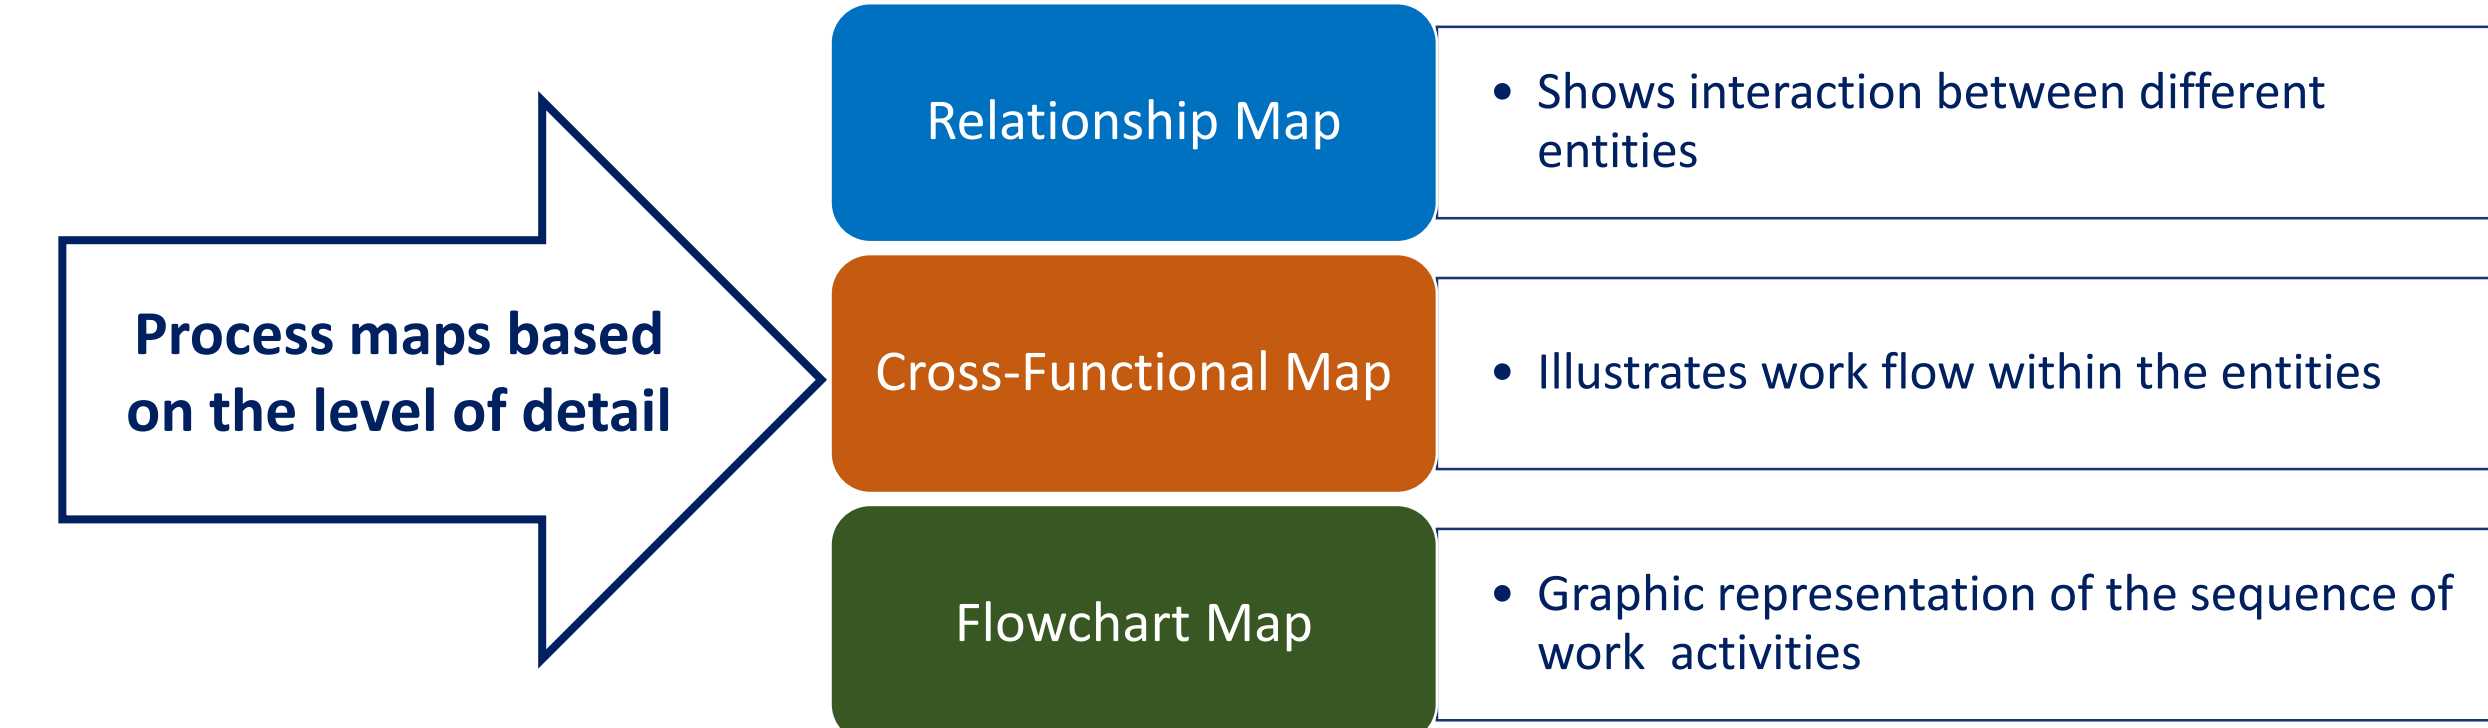 Process maps based
on the level of detail
Relationship Map
• Shows interaction between different
entities
Cross-Functional Map
• Illustrates work flow within the entities
Flowchart Map
• Graphic representation of the sequence of
work  activities